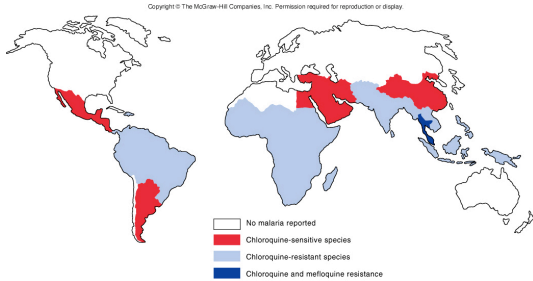 Copyright © The McGraw-Hill Companies, Inc. Permission required for reproduction or display.
No malaria reported
Chloroquine-sensitive species
Chloroquine-resistant species
Chloroquine and mefloquine resistance